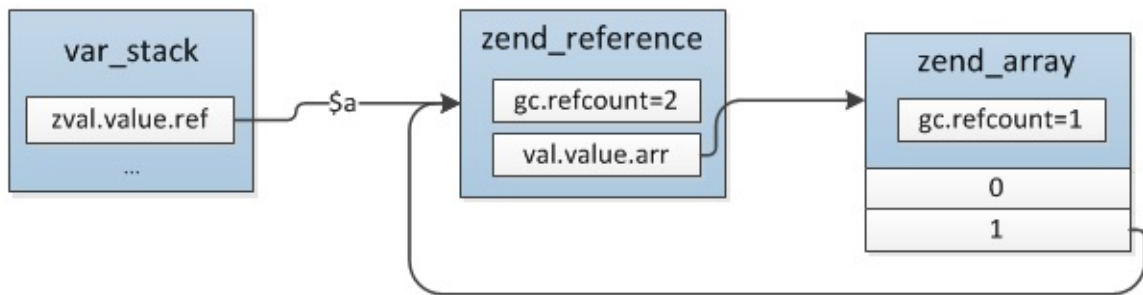 var_stack
zval.value.ref
...
$a
zend_reference
gc.refcount=2
val.value.arr
zend_array
gc.refcount=1
0
1